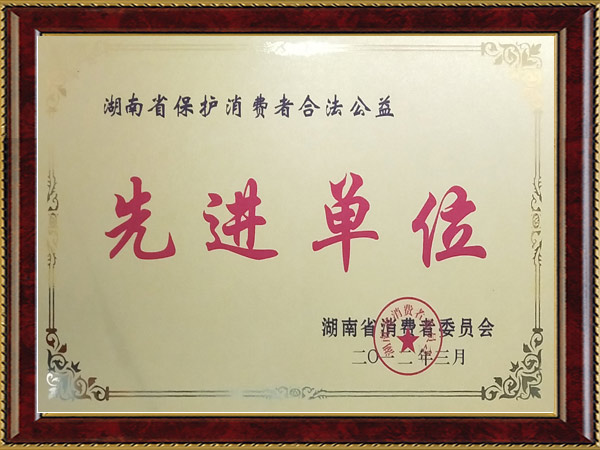 湖南省保护消费者合法公益
先进单位
湖南省消费者委员会
二〇一二年三月